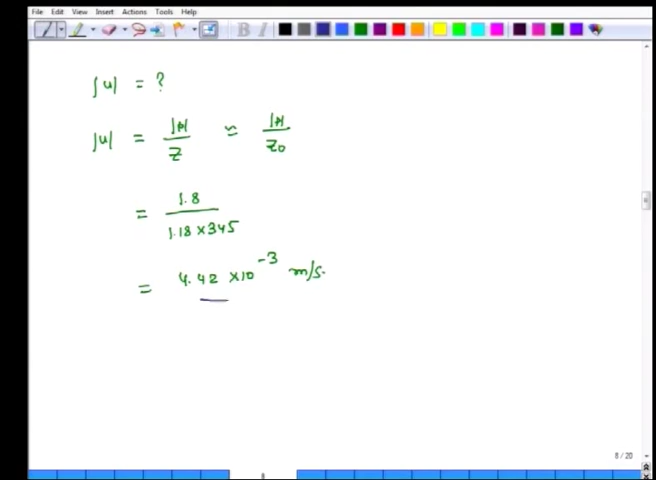 File Edit View Insert Actions Tools Help
B I
|u| = ?
|u| = |p| / Z ≈ |p| / Z0
= 1.8 / 1.18 × 345
= 4.42 × 10^-3 m/s.
8 / 20